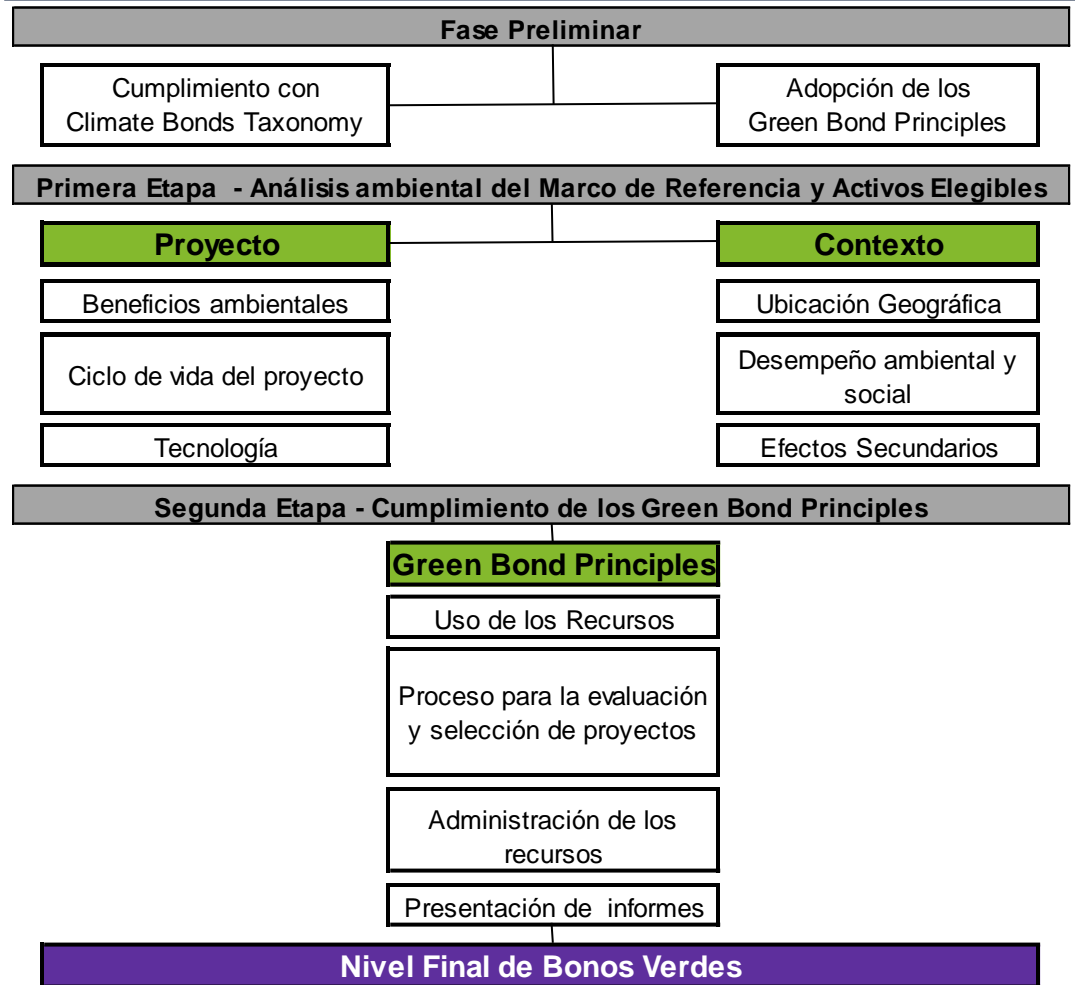 Fase Preliminar
Cumplimiento con
Climate Bonds Taxonomy
Adopción de los
Green Bond Principles
Primera Etapa - Análisis ambiental del Marco de Referencia y Activos Elegibles
Proyecto
Contexto
Beneficios ambientales
Ubicación Geográfica
Ciclo de vida del proyecto
Desempeño ambiental y
social
Tecnología
Efectos Secundarios
Segunda Etapa - Cumplimiento de los Green Bond Principles
Green Bond Principles
Uso de los Recursos
Proceso para la evaluación
y selección de proyectos
Administración de los
recursos
Presentación de informes
Nivel Final de Bonos Verdes